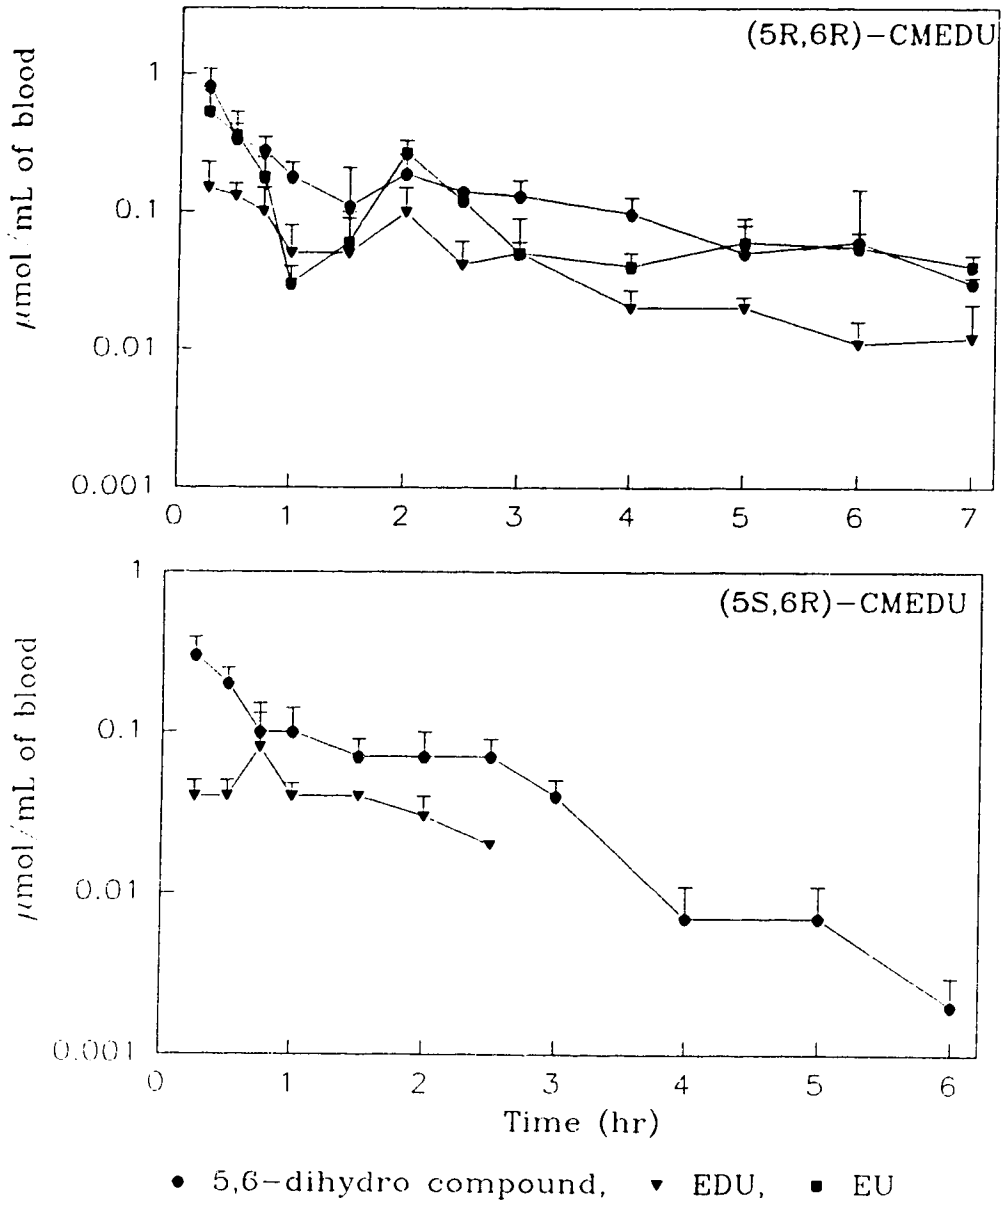 (5R,6R)-CMEDU
μmol/mL of blood
1
0.1
0.01
0.001
0 1 2 3 4 5 6 7
(5S,6R)-CMEDU
μmol/mL of blood
1
0.1
0.01
0.001
0 1 2 3 4 5 6
Time (hr)
● 5,6-dihydro compound, ▼ EDU, ■ EU